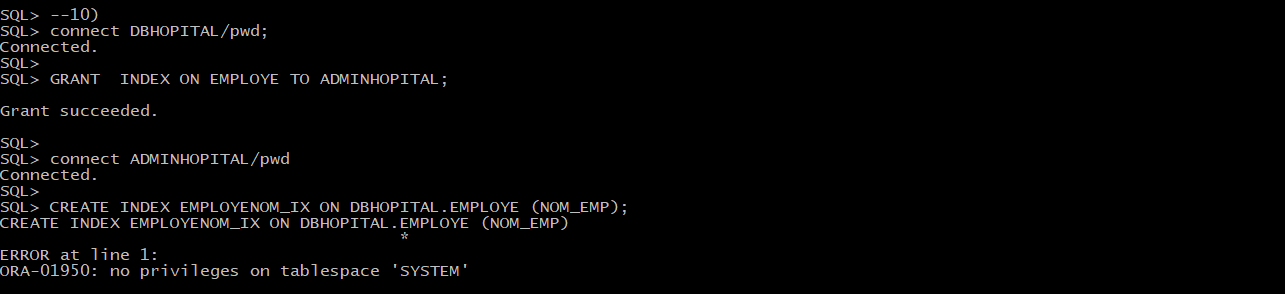 SQL> --10)
SQL> connect DBHOPITAL/pwd;
Connected.
SQL>
SQL> GRANT  INDEX ON EMPLOYE TO ADMINHOPITAL;
Grant succeeded.
SQL>
SQL> connect ADMINHOPITAL/pwd
Connected.
SQL>
SQL> CREATE INDEX EMPLOYENOM_IX ON DBHOPITAL.EMPLOYE (NOM_EMP);
CREATE INDEX EMPLOYENOM_IX ON DBHOPITAL.EMPLOYE (NOM_EMP)
*
ERROR at line 1:
ORA-01950: no privileges on tablespace 'SYSTEM'